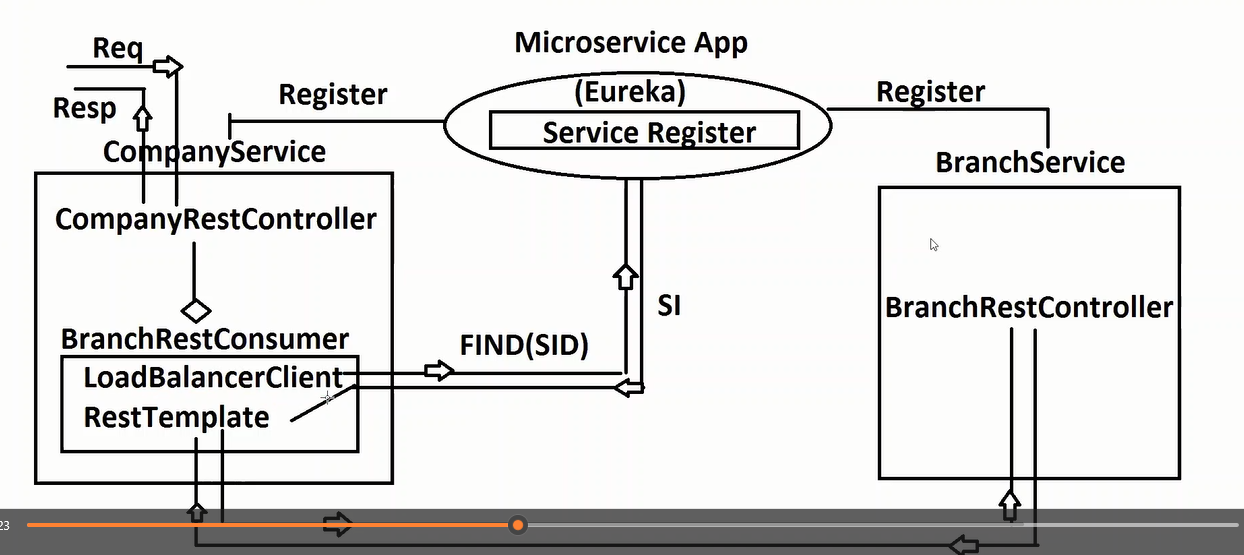 Microservice App
Req
Resp
Register
(Eureka)
Service Register
Register
CompanyService
BranchService
CompanyRestController
BranchRestConsumer
LoadBalancerClient
RestTemplate
FIND(SID)
SI
BranchRestController
23